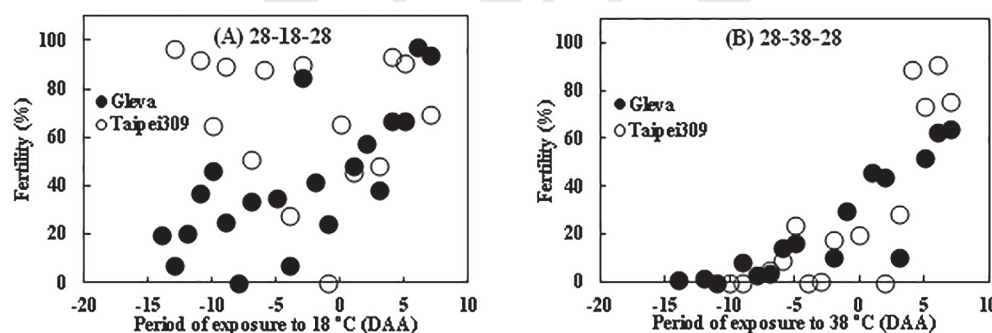 (A) 28-18-28
100
80
60
40
20
0
-20
-15
-10
-5
0
5
10
Fertility (%)
Gleva
Taipei309
Period of exposure to 18 °C (DAA)
(B) 28-38-28
100
80
60
40
20
0
-20
-15
-10
-5
0
5
10
Fertility (%)
Gleva
Taipei309
Period of exposure to 38 °C (DAA)